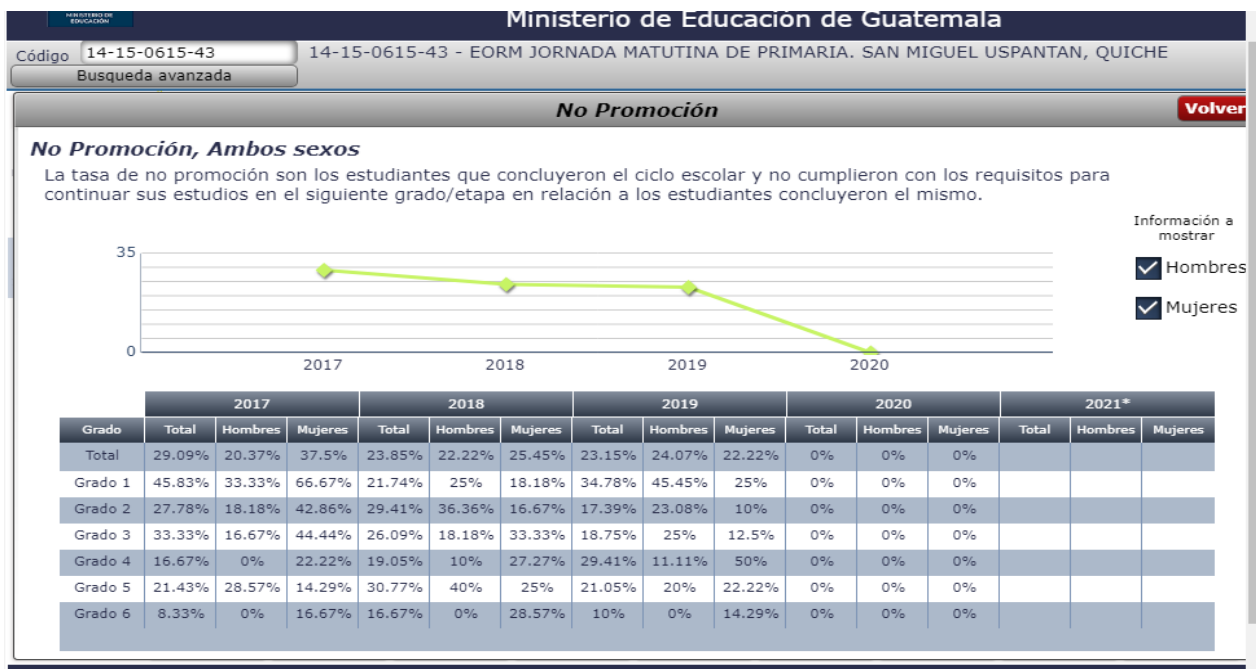 MINISTERIO DE
EDUCACIÓN
Ministerio de Educación de Guatemala
Código 14-15-0615-43 14-15-0615-43 - EORM JORNADA MATUTINA DE PRIMARIA. SAN MIGUEL USPANTAN, QUICHE
Busqueda avanzada
No Promoción Volver
No Promoción, Ambos sexos
La tasa de no promoción son los estudiantes que concluyeron el ciclo escolar y no cumplieron con los requisitos para
continuar sus estudios en el siguiente grado/etapa en relación a los estudiantes concluyeron el mismo.
Información a
mostrar
Hombres
Mujeres
35
0
2017 2018 2019 2020
2017 2018 2019 2020 2021*
Grado Total Hombres Mujeres Total Hombres Mujeres Total Hombres Mujeres Total Hombres Mujeres Total Hombres Mujeres
Total 29.09% 20.37% 37.5% 23.85% 22.22% 25.45% 23.15% 24.07% 22.22% 0% 0% 0%
Grado 1 45.83% 33.33% 66.67% 21.74% 25% 18.18% 34.78% 45.45% 25% 0% 0% 0%
Grado 2 27.78% 18.18% 42.86% 29.41% 36.36% 16.67% 17.39% 23.08% 10% 0% 0% 0%
Grado 3 33.33% 16.67% 44.44% 26.09% 18.18% 33.33% 18.75% 25% 12.5% 0% 0% 0%
Grado 4 16.67% 0% 22.22% 19.05% 10% 27.27% 29.41% 11.11% 50% 0% 0% 0%
Grado 5 21.43% 28.57% 14.29% 30.77% 40% 25% 21.05% 20% 22.22% 0% 0% 0%
Grado 6 8.33% 0% 16.67% 16.67% 0% 28.57% 10% 0% 14.29% 0% 0% 0%